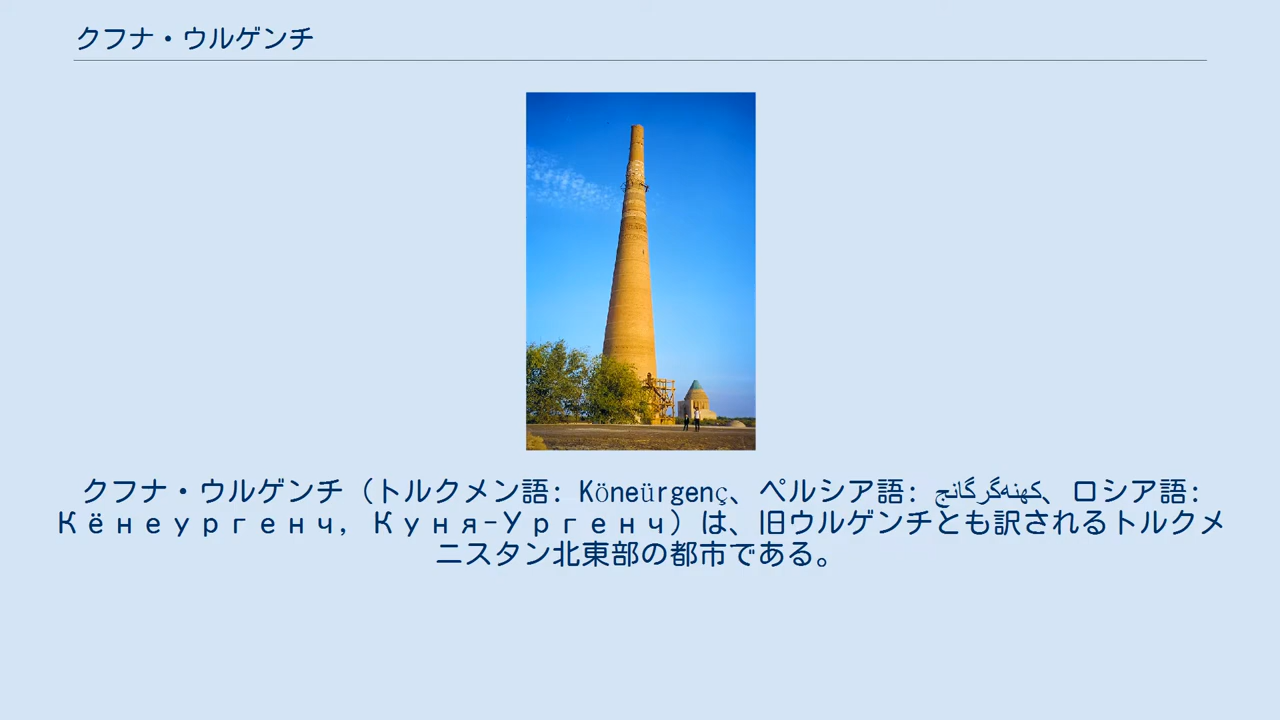 クフナ・ウルゲンチ
クフナ・ウルゲンチ（トルクメン語: Köneürgenç、ペルシア語: کهنه‌گرگانج、ロシア語:
Кёнеургенч, Куня-Ургенч）は、旧ウルゲンチとも訳されるトルクメ
ニスタン北東部の都市である。